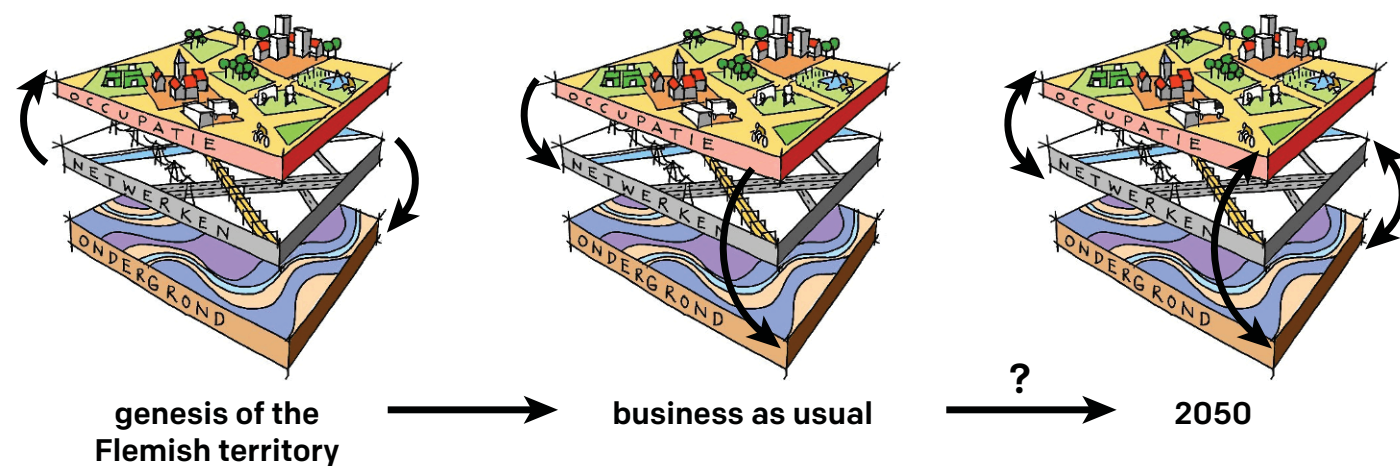 OCCUPATIE
NETWERKEN
ONDERGROND
OCCUPATIE
NETWERKEN
ONDERGROND
OCCUPATIE
NETWERKEN
ONDERGROND
genesis of the
Flemish territory
business as usual
?
2050